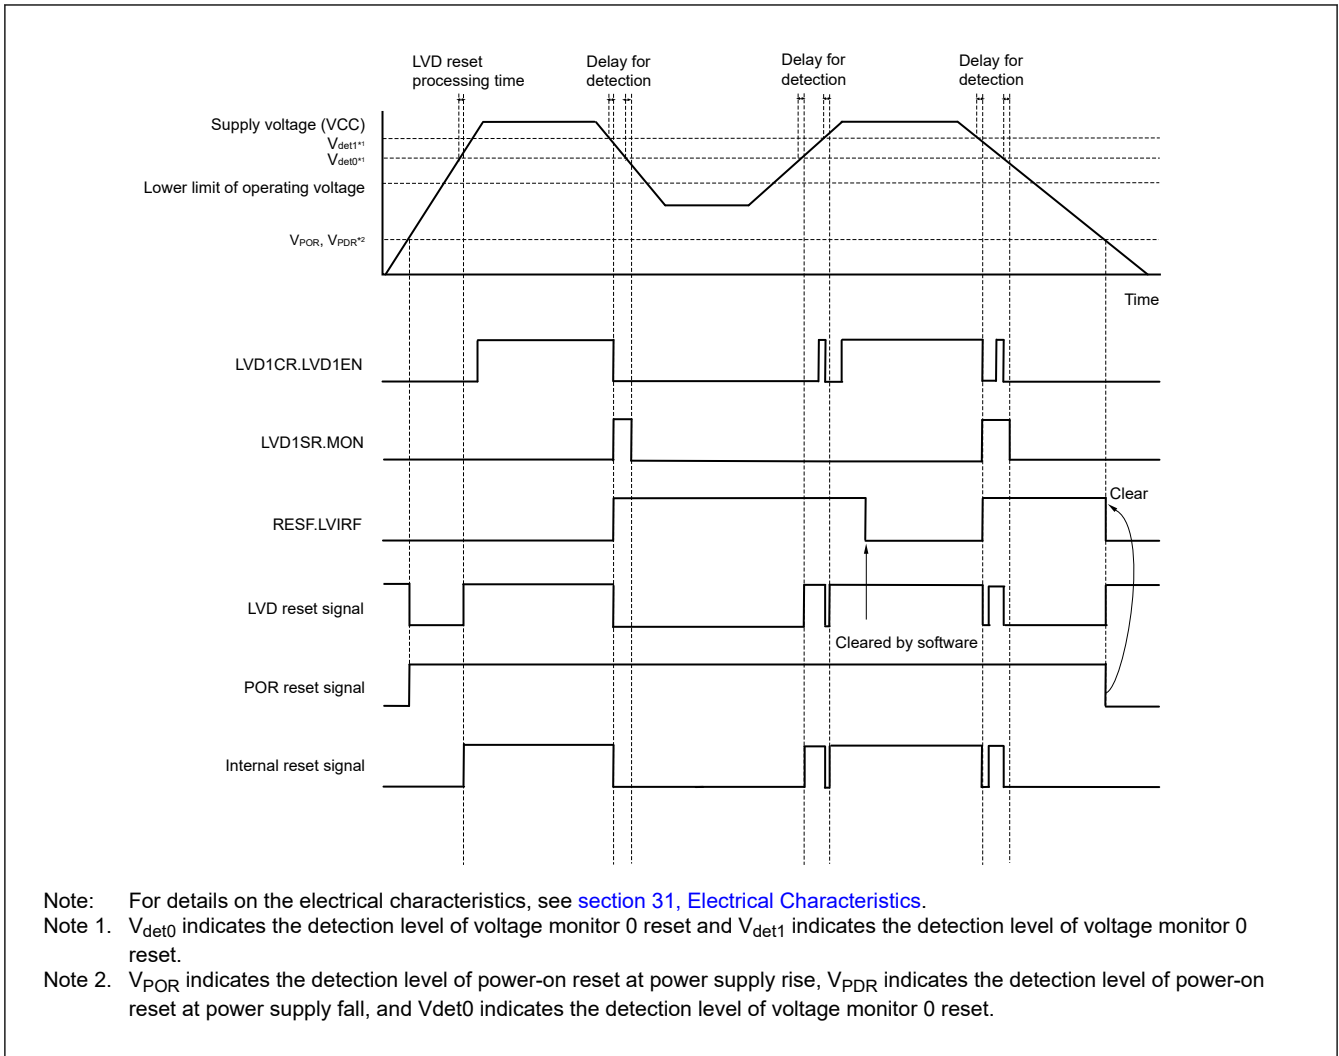 LVD reset
processing time
Delay for
detection
Delay for
detection
Delay for
detection
Supply voltage (VCC)
Vdet1*1
Vdet0*1
Lower limit of operating voltage
VPOR, VPDR*2
Time
LVD1CR.LVD1EN
LVD1SR.MON
Clear
RESF.LVIRF
LVD reset signal
Cleared by software
POR reset signal
Internal reset signal
Note: For details on the electrical characteristics, see section 31, Electrical Characteristics.
Note 1. Vdet0 indicates the detection level of voltage monitor 0 reset and Vdet1 indicates the detection level of voltage monitor 0
reset.
Note 2. VPOR indicates the detection level of power-on reset at power supply rise, VPDR indicates the detection level of power-on
reset at power supply fall, and Vdet0 indicates the detection level of voltage monitor 0 reset.